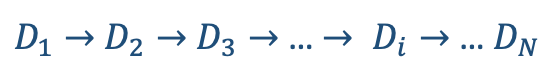 D₁ → D₂ → D₃ → ... → Dᵢ → ... D_N